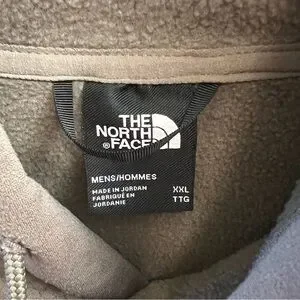 THE
NORTH
FACE®
MENS/HOMMES
MADE IN JORDAN XXL
FABRIQUÉ EN TTG
JORDANIE